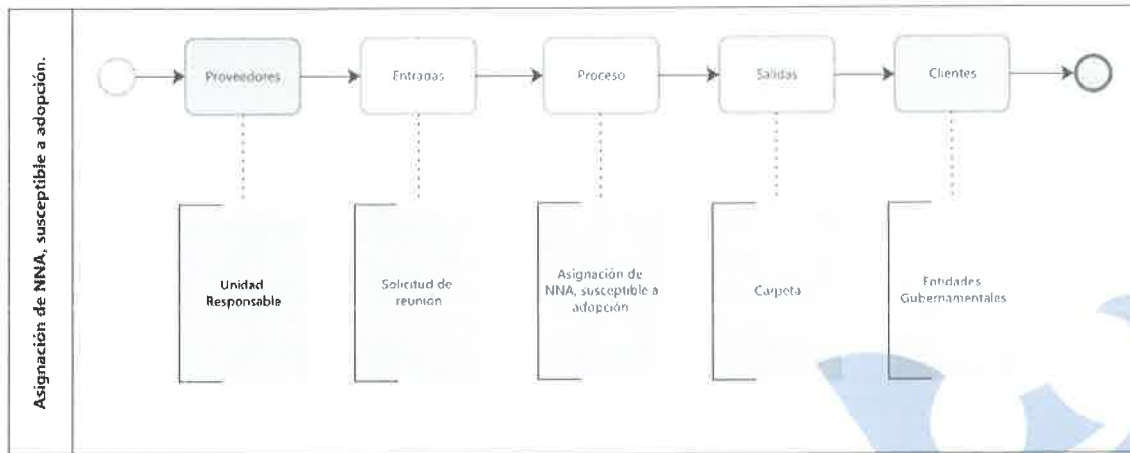 Asignación de NNA, susceptible a adopción.
Proveedores
Entradas
Proceso
Salidas
Clientes
Unidad
Responsable
Solicitud de
reunión
Asignación de
NNA, susceptible a
adopción
Carpeta
Entidades
Gubernamentales